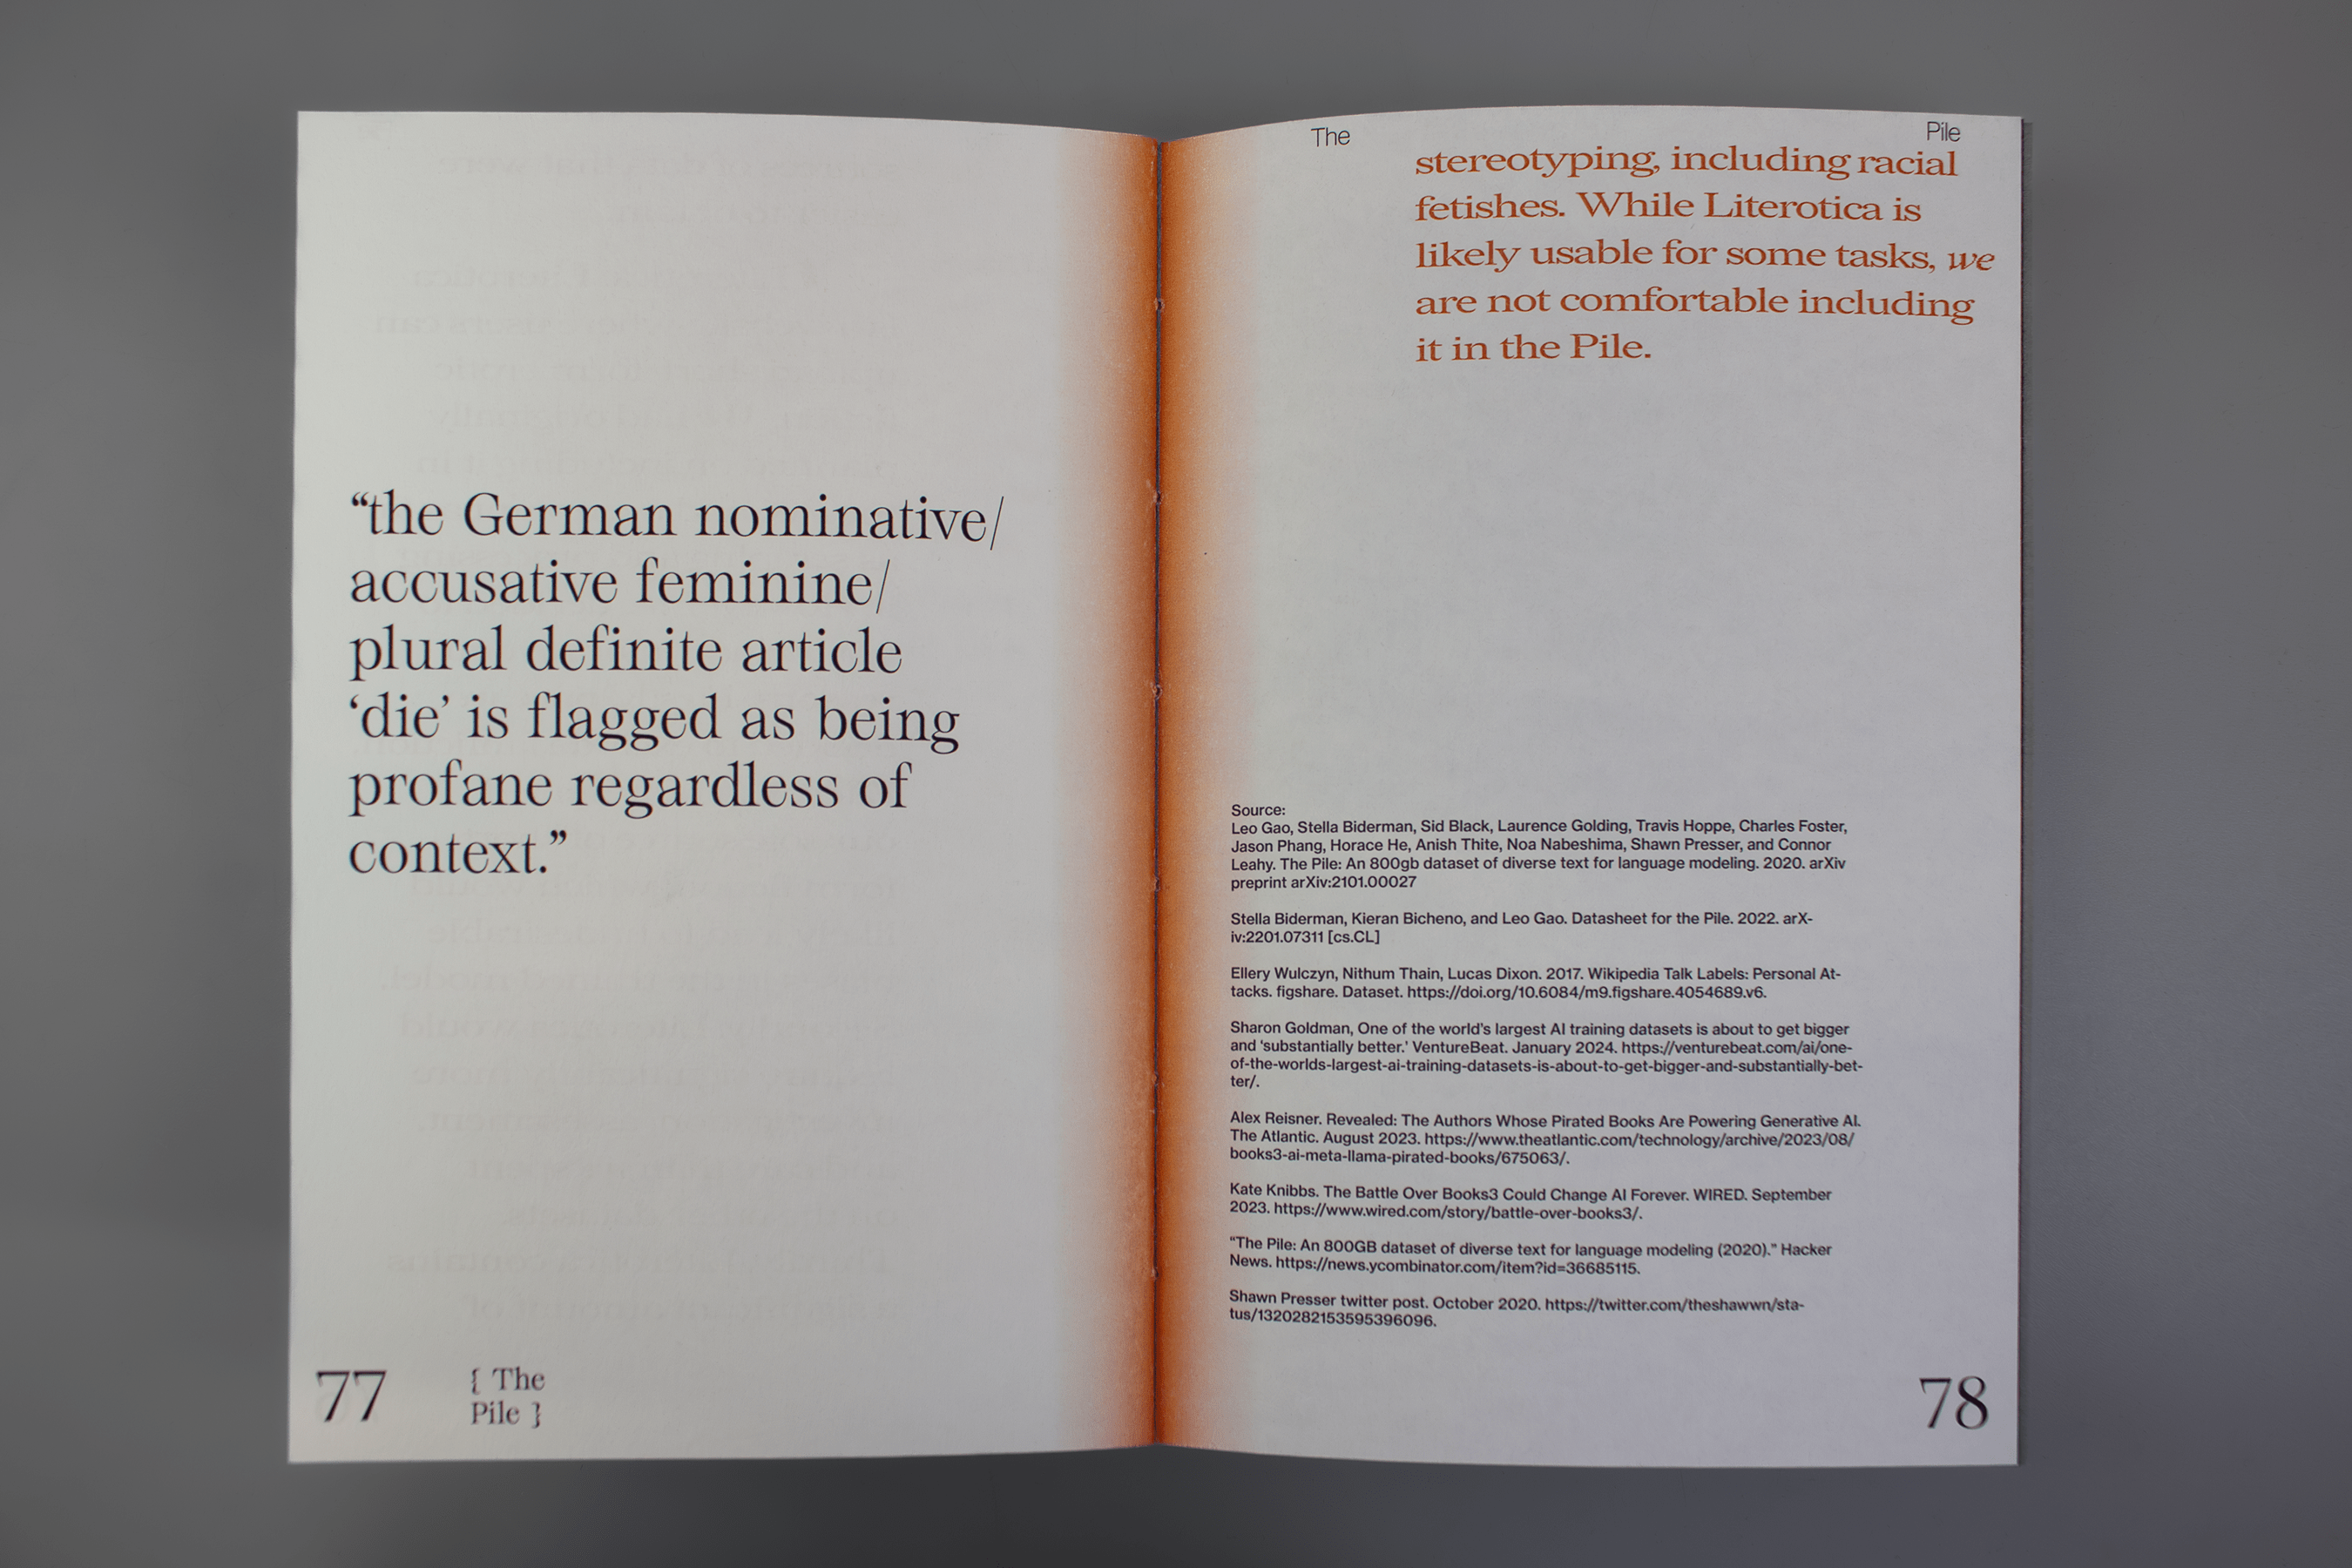 “the German nominative/
accusative feminine/
plural definite article
‘die’ is flagged as being
profane regardless of
context.”
77
{ The
Pile }
The Pile
stereotyping, including racial
fetishes. While Literotica is
likely usable for some tasks, we
are not comfortable including
it in the Pile.
Source:
Leo Gao, Stella Biderman, Sid Black, Laurence Golding, Travis Hoppe, Charles Foster,
Jason Phang, Horace He, Anish Thite, Noa Nabeshima, Shawn Presser, and Connor
Leahy. The Pile: An 800gb dataset of diverse text for language modeling. 2020. arXiv
preprint arXiv:2101.00027
Stella Biderman, Kieran Bicheno, and Leo Gao. Datasheet for the Pile. 2022. arX-
iv:2201.07311 [cs.CL]
Ellery Wulczyn, Nithum Thain, Lucas Dixon. 2017. Wikipedia Talk Labels: Personal At-
tacks. figshare. Dataset. https://doi.org/10.6084/m9.figshare.4054689.v6.
Sharon Goldman, One of the world's largest AI training datasets is about to get bigger
and ‘substantially better.’ VentureBeat. January 2024. https://venturebeat.com/ai/one-
of-the-worlds-largest-ai-training-datasets-is-about-to-get-bigger-and-substantially-bet-
ter/.
Alex Reisner. Revealed: The Authors Whose Pirated Books Are Powering Generative AI.
The Atlantic. August 2023. https://www.theatlantic.com/technology/archive/2023/08/
books3-ai-meta-llama-pirated-books/675063/.
Kate Knibbs. The Battle Over Books3 Could Change AI Forever. WIRED. September
2023. https://www.wired.com/story/battle-over-books3/.
“The Pile: An 800GB dataset of diverse text for language modeling (2020).” Hacker
News. https://news.ycombinator.com/item?id=36685115.
Shawn Presser twitter post. October 2020. https://twitter.com/theshawwn/sta-
tus/1320282153595396096.
78